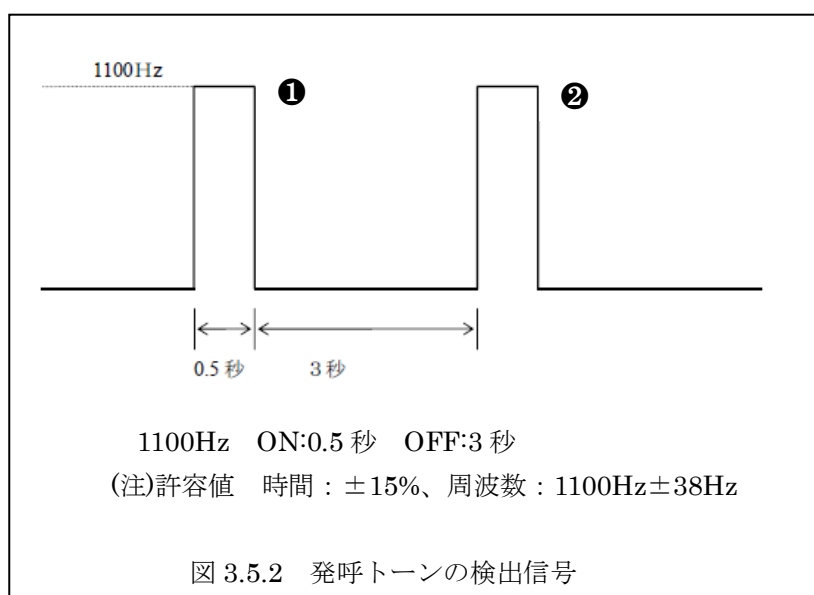 1100Hz
❶
❷
0.5 秒 3 秒
1100Hz ON:0.5 秒 OFF:3 秒
(注)許容値 時間：±15%、周波数：1100Hz±38Hz
図 3.5.2 発呼トーンの検出信号